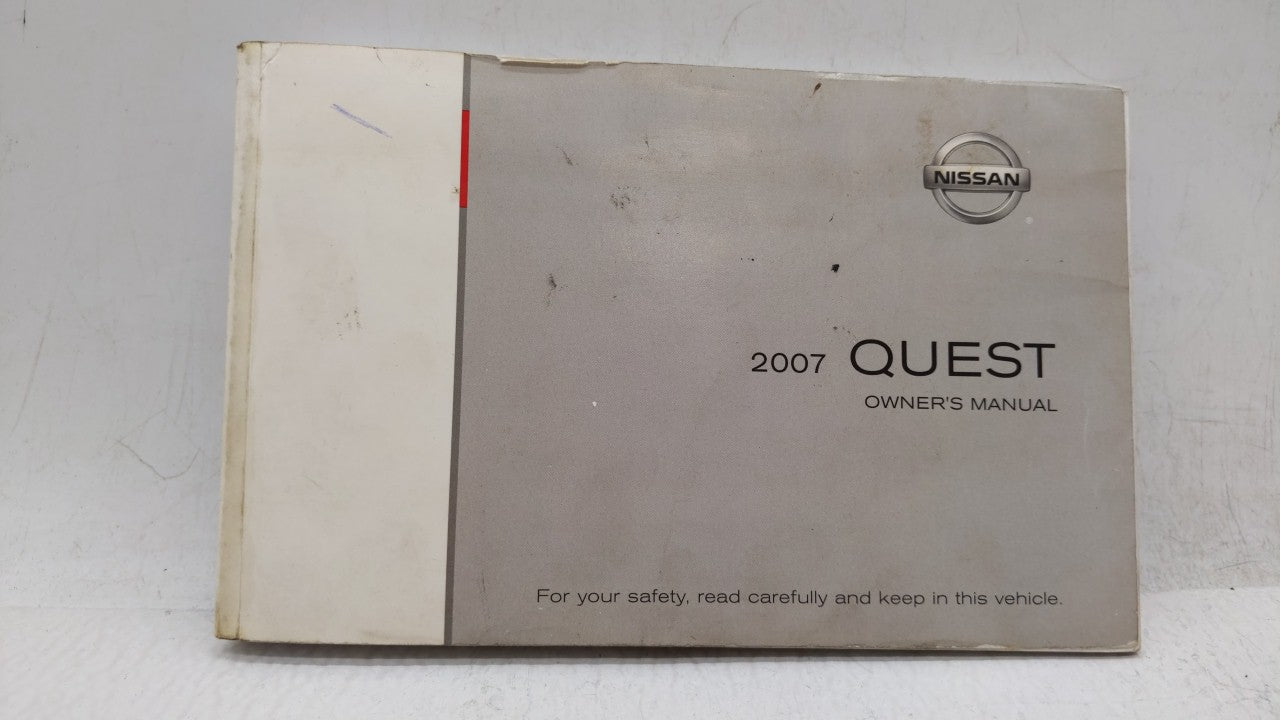 NISSAN
2007 QUEST
OWNER'S MANUAL
For your safety, read carefully and keep in this vehicle.